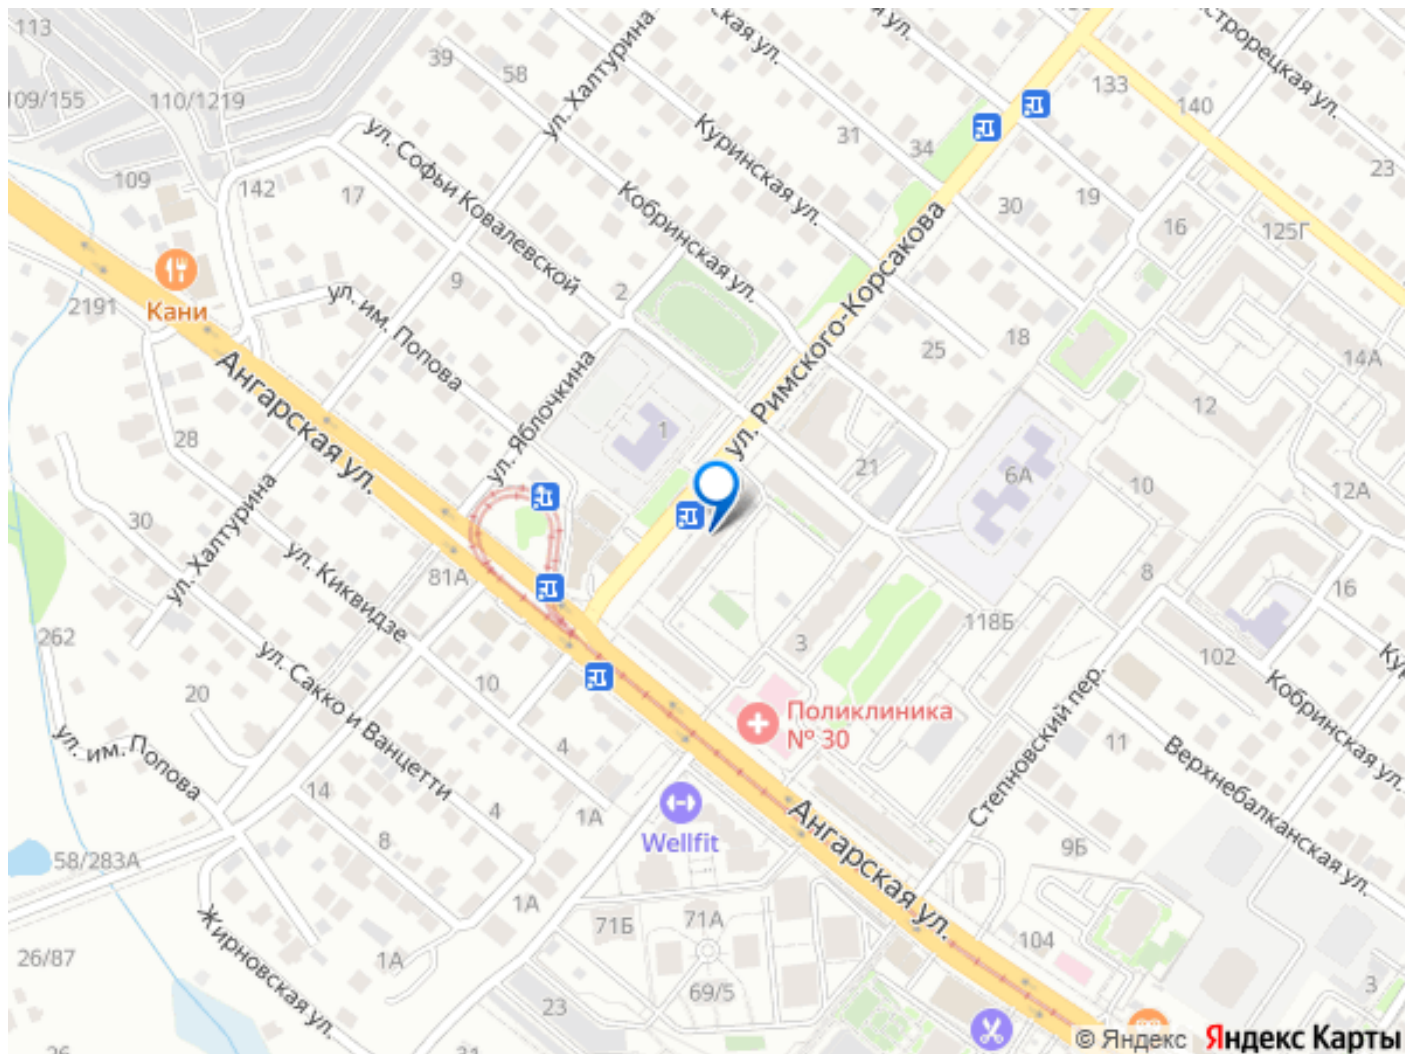 113
39
58
ул. Халтурина
109/155
110/1219
133
140
31
34
Куринская ул.
ул. Софьи Ковалевской
109
142
17
Кобринская ул.
30
19
16
23
125Г
9
2
Кани
2191
ул. им. Попова
ул. Римского-Корсакова
25
18
14А
Ангарская ул.
ул. Яблочкина
1
12
28
21
6А
10
12А
ул. Халтурина
30
ул. Киквидзе
81А
8
16
262
ул. Сакко и Ванцетти
3
118Б
102
20
10
Степновский пер.
Кобринская ул.
ул. им. Попова
4
Поликлиника
№ 30
11
Верхнебалканская ул.
14
4
1А
8
Wellfit
Ангарская ул.
9Б
58/283А
1А
71Б
71А
104
26/87
1А
Жирновская ул.
69/5
23
3
© Яндекс Яндекс Карты